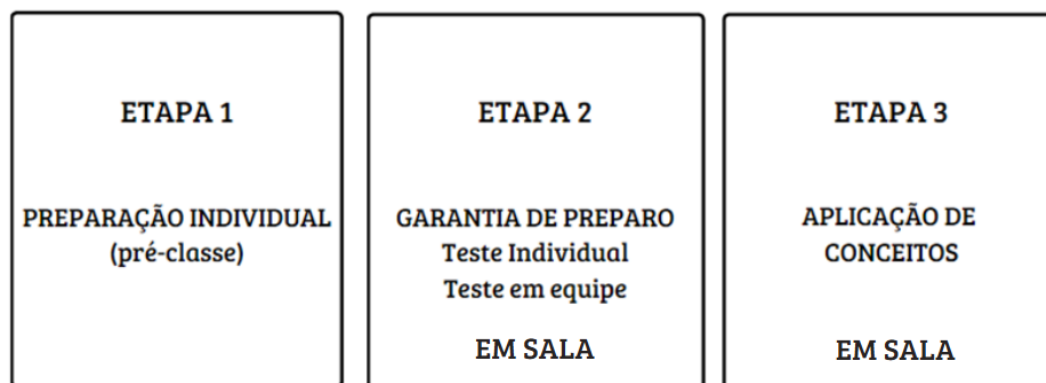 ETAPA 1
PREPARAÇÃO INDIVIDUAL
(pré-classe)
ETAPA 2
GARANTIA DE PREPARO
Teste Individual
Teste em equipe
EM SALA
ETAPA 3
APLICAÇÃO DE
CONCEITOS
EM SALA